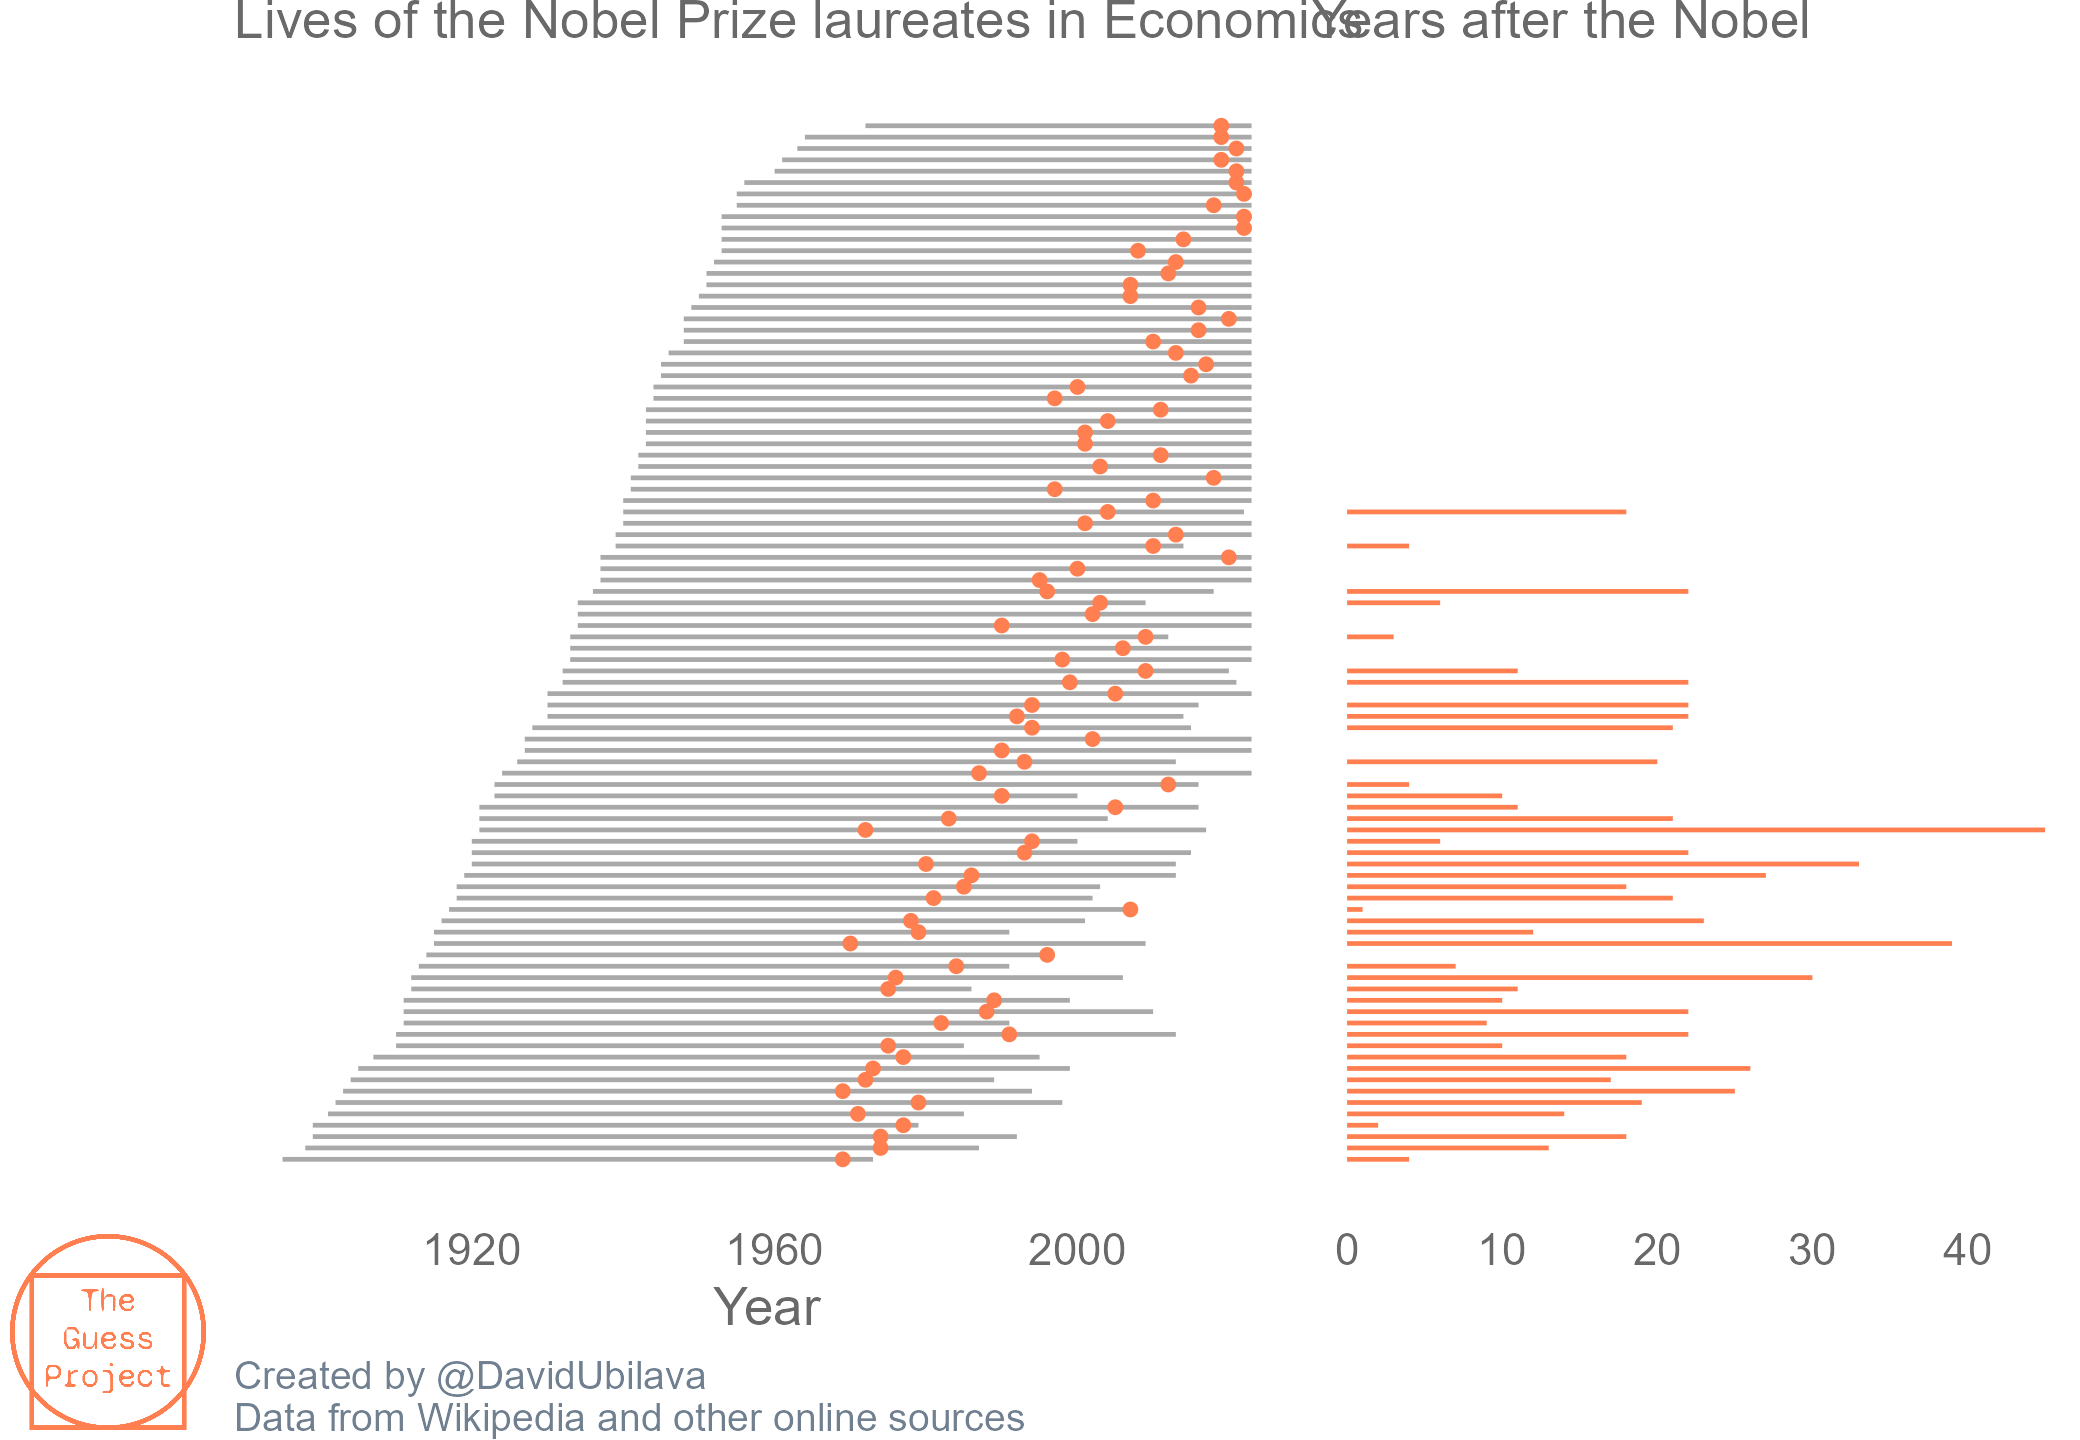 Lives of the Nobel Prize laureates in Economics
Years after the Nobel
1920 1960 2000
0 10 20 30 40
Year
The
Guess
Project
Created by @DavidUbilava
Data from Wikipedia and other online sources